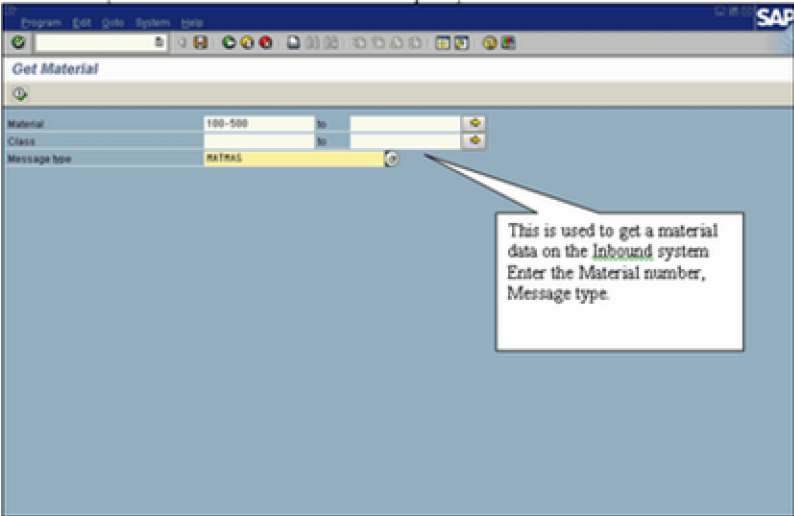 Program Edit Goto System Help
SAP
Get Material
Material 100-500 to
Class to
Message type MATMAS
This is used to get a material
data on the Inbound system
Enter the Material number,
Message type.